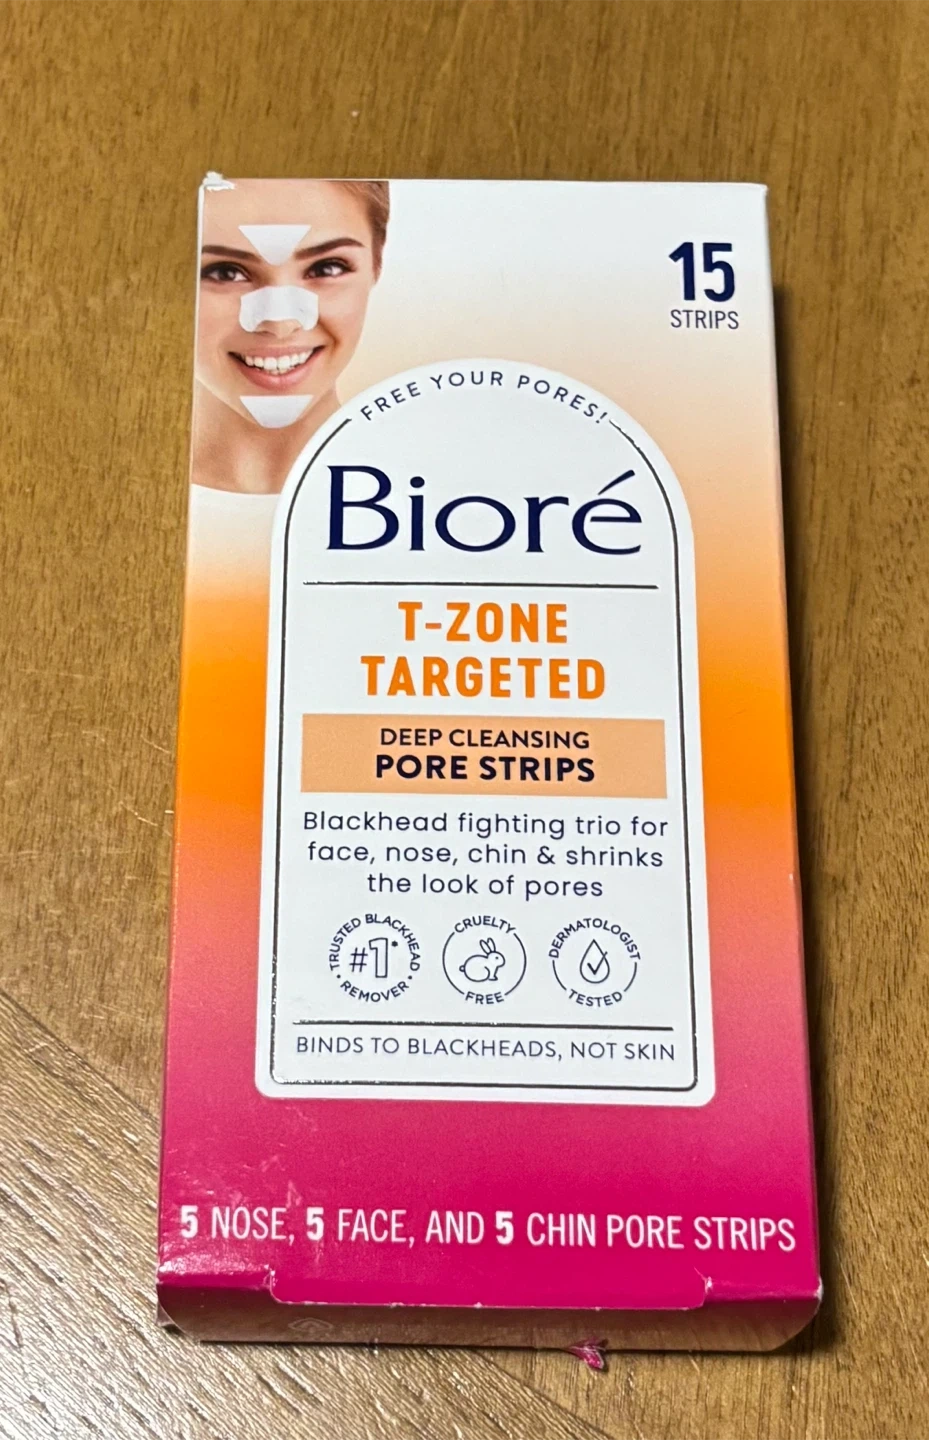 15
STRIPS
FREE YOUR PORES!
Bioré
T-ZONE
TARGETED
DEEP CLEANSING
PORE STRIPS
Blackhead fighting trio for
face, nose, chin & shrinks
the look of pores
TRUSTED BLACKHEAD
#1*
REMOVER
CRUELTY
FREE
DERMATOLOGIST
TESTED
BINDS TO BLACKHEADS, NOT SKIN
5 NOSE, 5 FACE, AND 5 CHIN PORE STRIPS